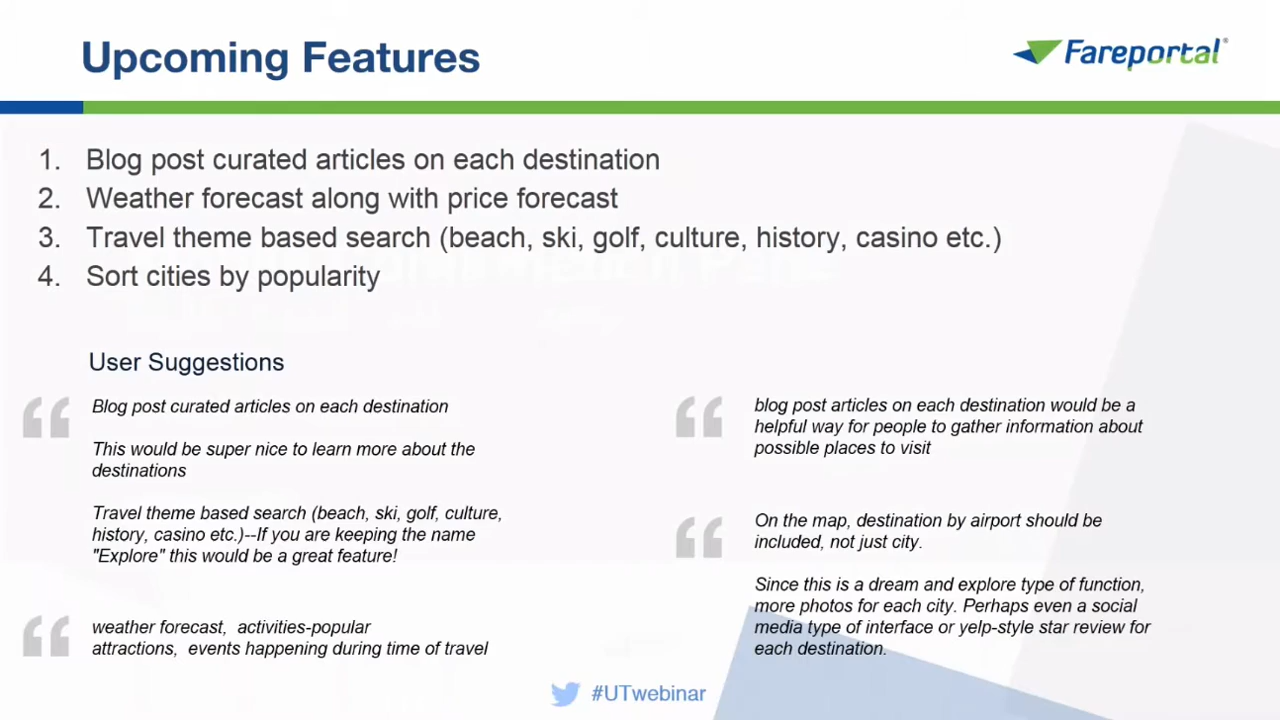 Upcoming Features
Fareportal®
1. Blog post curated articles on each destination
2. Weather forecast along with price forecast
3. Travel theme based search (beach, ski, golf, culture, history, casino etc.)
4. Sort cities by popularity
User Suggestions
Blog post curated articles on each destination
This would be super nice to learn more about the
destinations
Travel theme based search (beach, ski, golf, culture,
history, casino etc.)--If you are keeping the name
"Explore" this would be a great feature!
weather forecast, activities-popular
attractions, events happening during time of travel
blog post articles on each destination would be a
helpful way for people to gather information about
possible places to visit
On the map, destination by airport should be
included, not just city.
Since this is a dream and explore type of function,
more photos for each city. Perhaps even a social
media type of interface or yelp-style star review for
each destination.
#UTwebinar